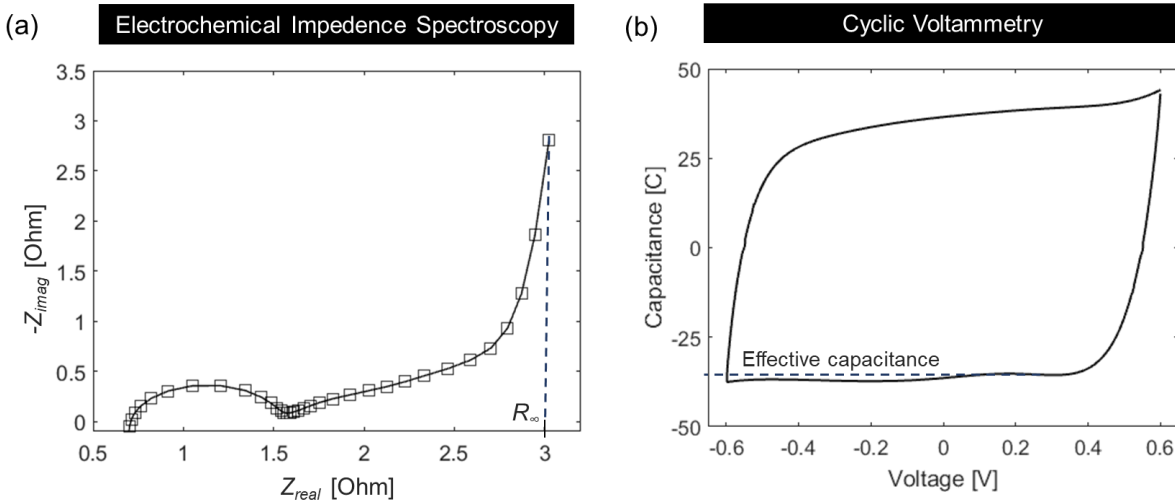 (a)
Electrochemical Impedence Spectroscopy
3.5
3
2.5
2
1.5
1
0.5
0
-Zimag [Ohm]
R∞
0.5 1 1.5 2 2.5 3
Zreal [Ohm]
(b)
Cyclic Voltammetry
50
25
0
-25
-50
Capacitance [C]
Effective capacitance
-0.6 -0.4 -0.2 0 0.2 0.4 0.6
Voltage [V]